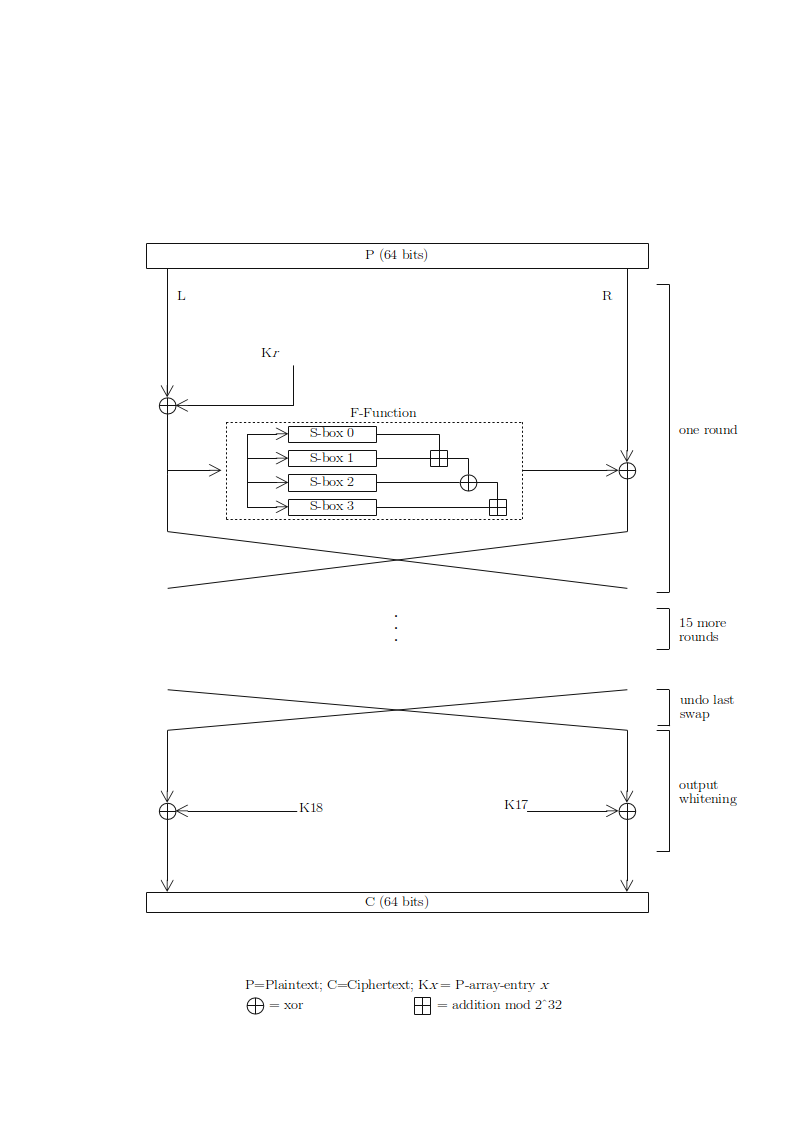 P (64 bits)
L
R
Kr
F-Function
S-box 0
S-box 1
S-box 2
S-box 3
one round
15 more
rounds
undo last
swap
output
whitening
K18
K17
C (64 bits)
P=Plaintext; C=Ciphertext; Kx = P-array-entry x
= xor
= addition mod 2^32